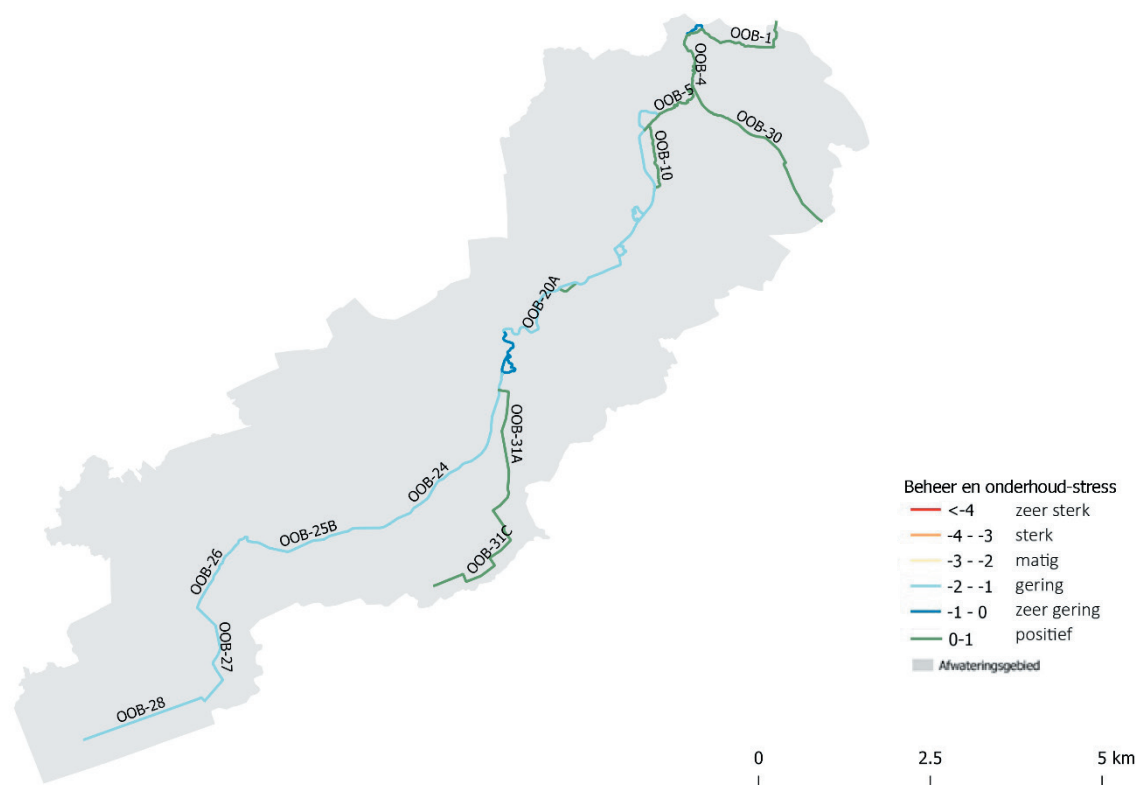 OOB-1
OOB-4
OOB-5
OOB-30
OOB-10
OOB-20A
OOB-31A
OOB-24
OOB-25B
OOB-31C
OOB-26
OOB-27
OOB-28
Beheer en onderhoud-stress
<-4 zeer sterk
-4 - -3 sterk
-3 - -2 matig
-2 - -1 gering
-1 - 0 zeer gering
0-1 positief
Afwateringsgebied
0 2.5 5 km